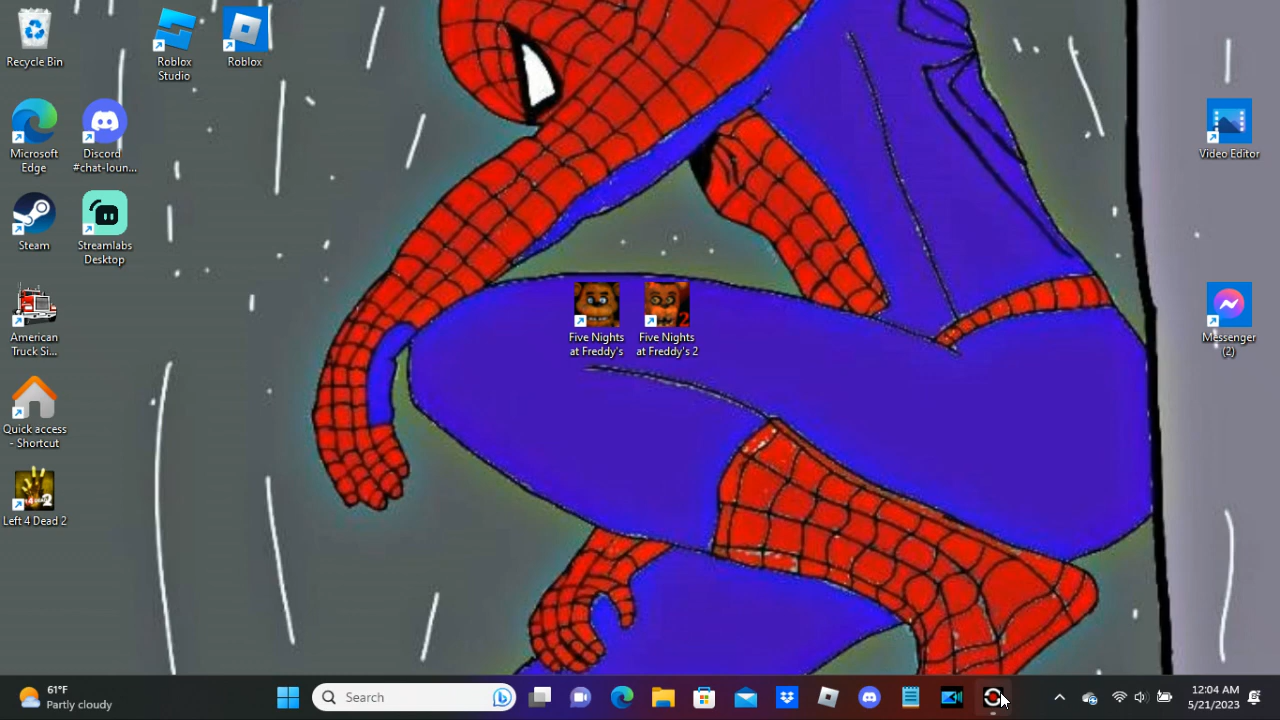 Recycle Bin
Roblox
Studio
Roblox
Microsoft
Edge
Discord
#chat-loun...
Video Editor
Steam
Streamlabs
Desktop
American
Truck Si...
Five Nights
at Freddy's
2
Five Nights
at Freddy's 2
Messenger
(2)
Quick access
- Shortcut
Left 4 Dead 2
61°F
Partly cloudy
Search
12:04 AM
5/21/2023